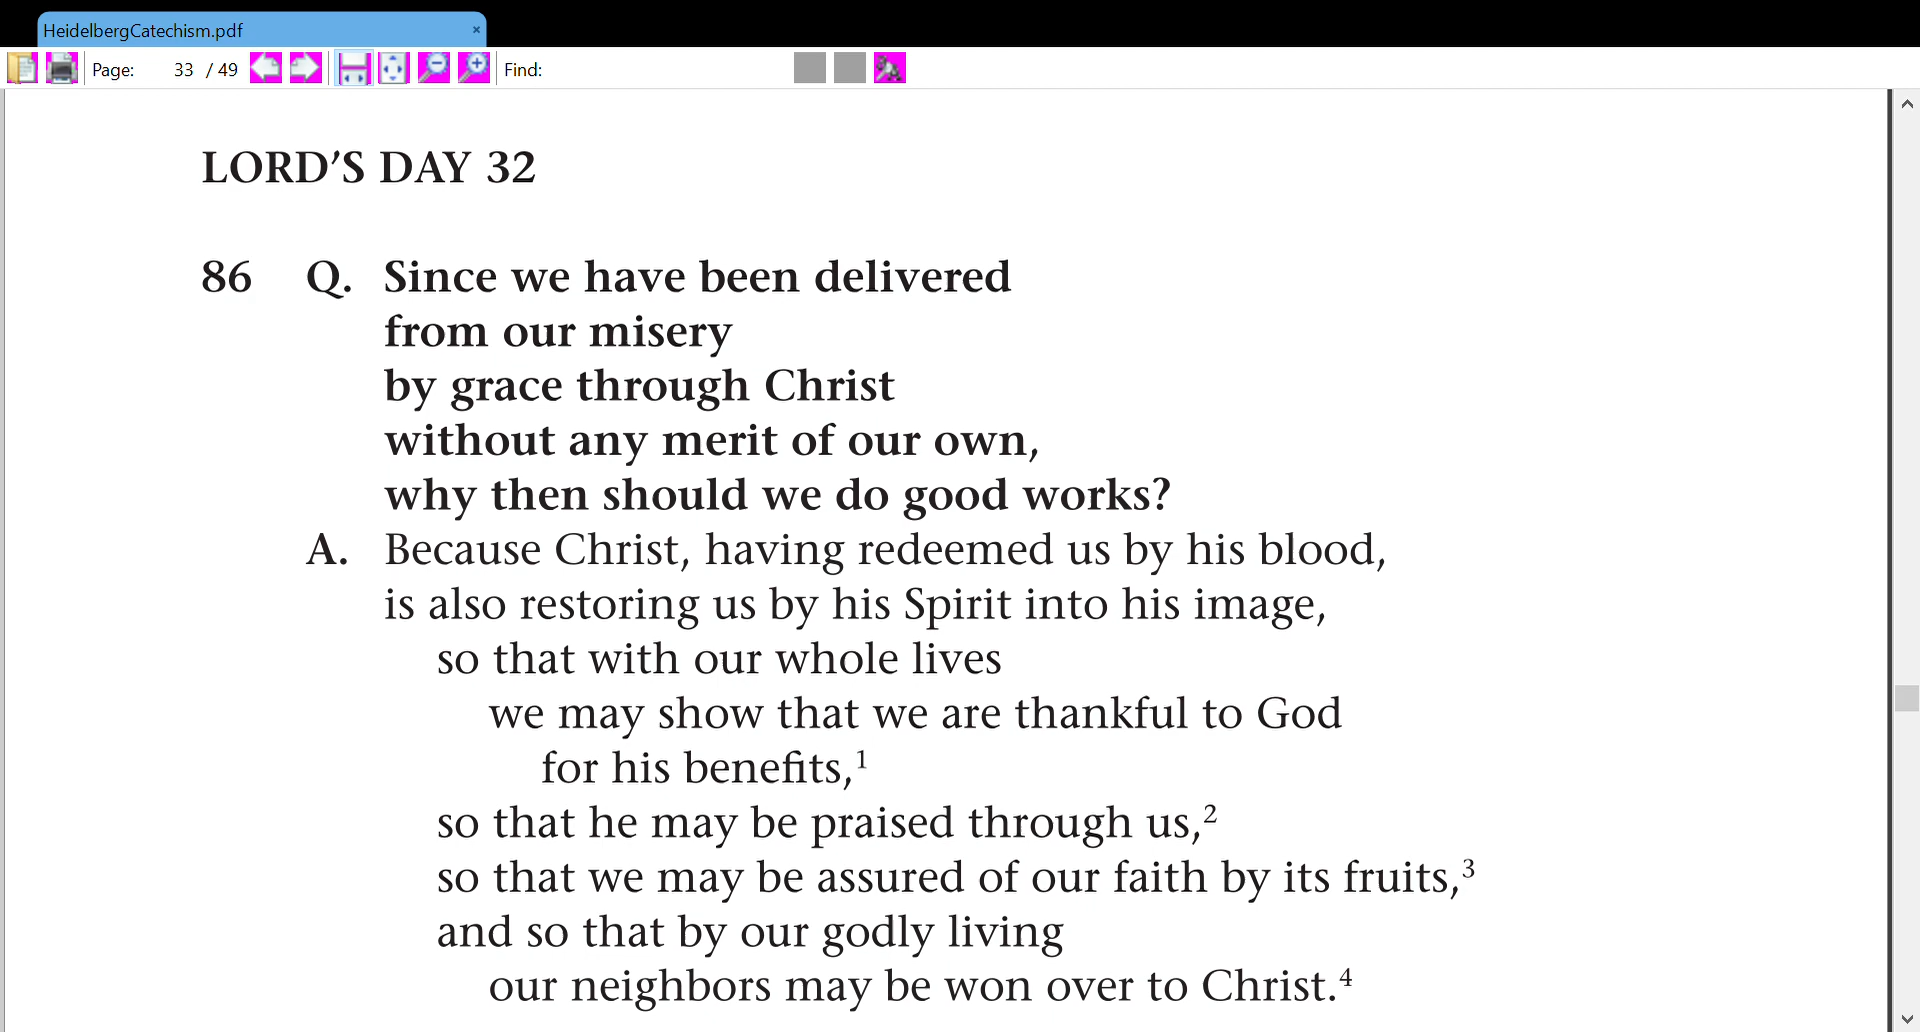 HeidelbergCatechism.pdf ×
Page: 33 / 49 Find:
LORD’S DAY 32
86 Q. Since we have been delivered
from our misery
by grace through Christ
without any merit of our own,
why then should we do good works?
A. Because Christ, having redeemed us by his blood,
is also restoring us by his Spirit into his image,
so that with our whole lives
we may show that we are thankful to God
for his benefits,¹
so that he may be praised through us,²
so that we may be assured of our faith by its fruits,³
and so that by our godly living
our neighbors may be won over to Christ.⁴